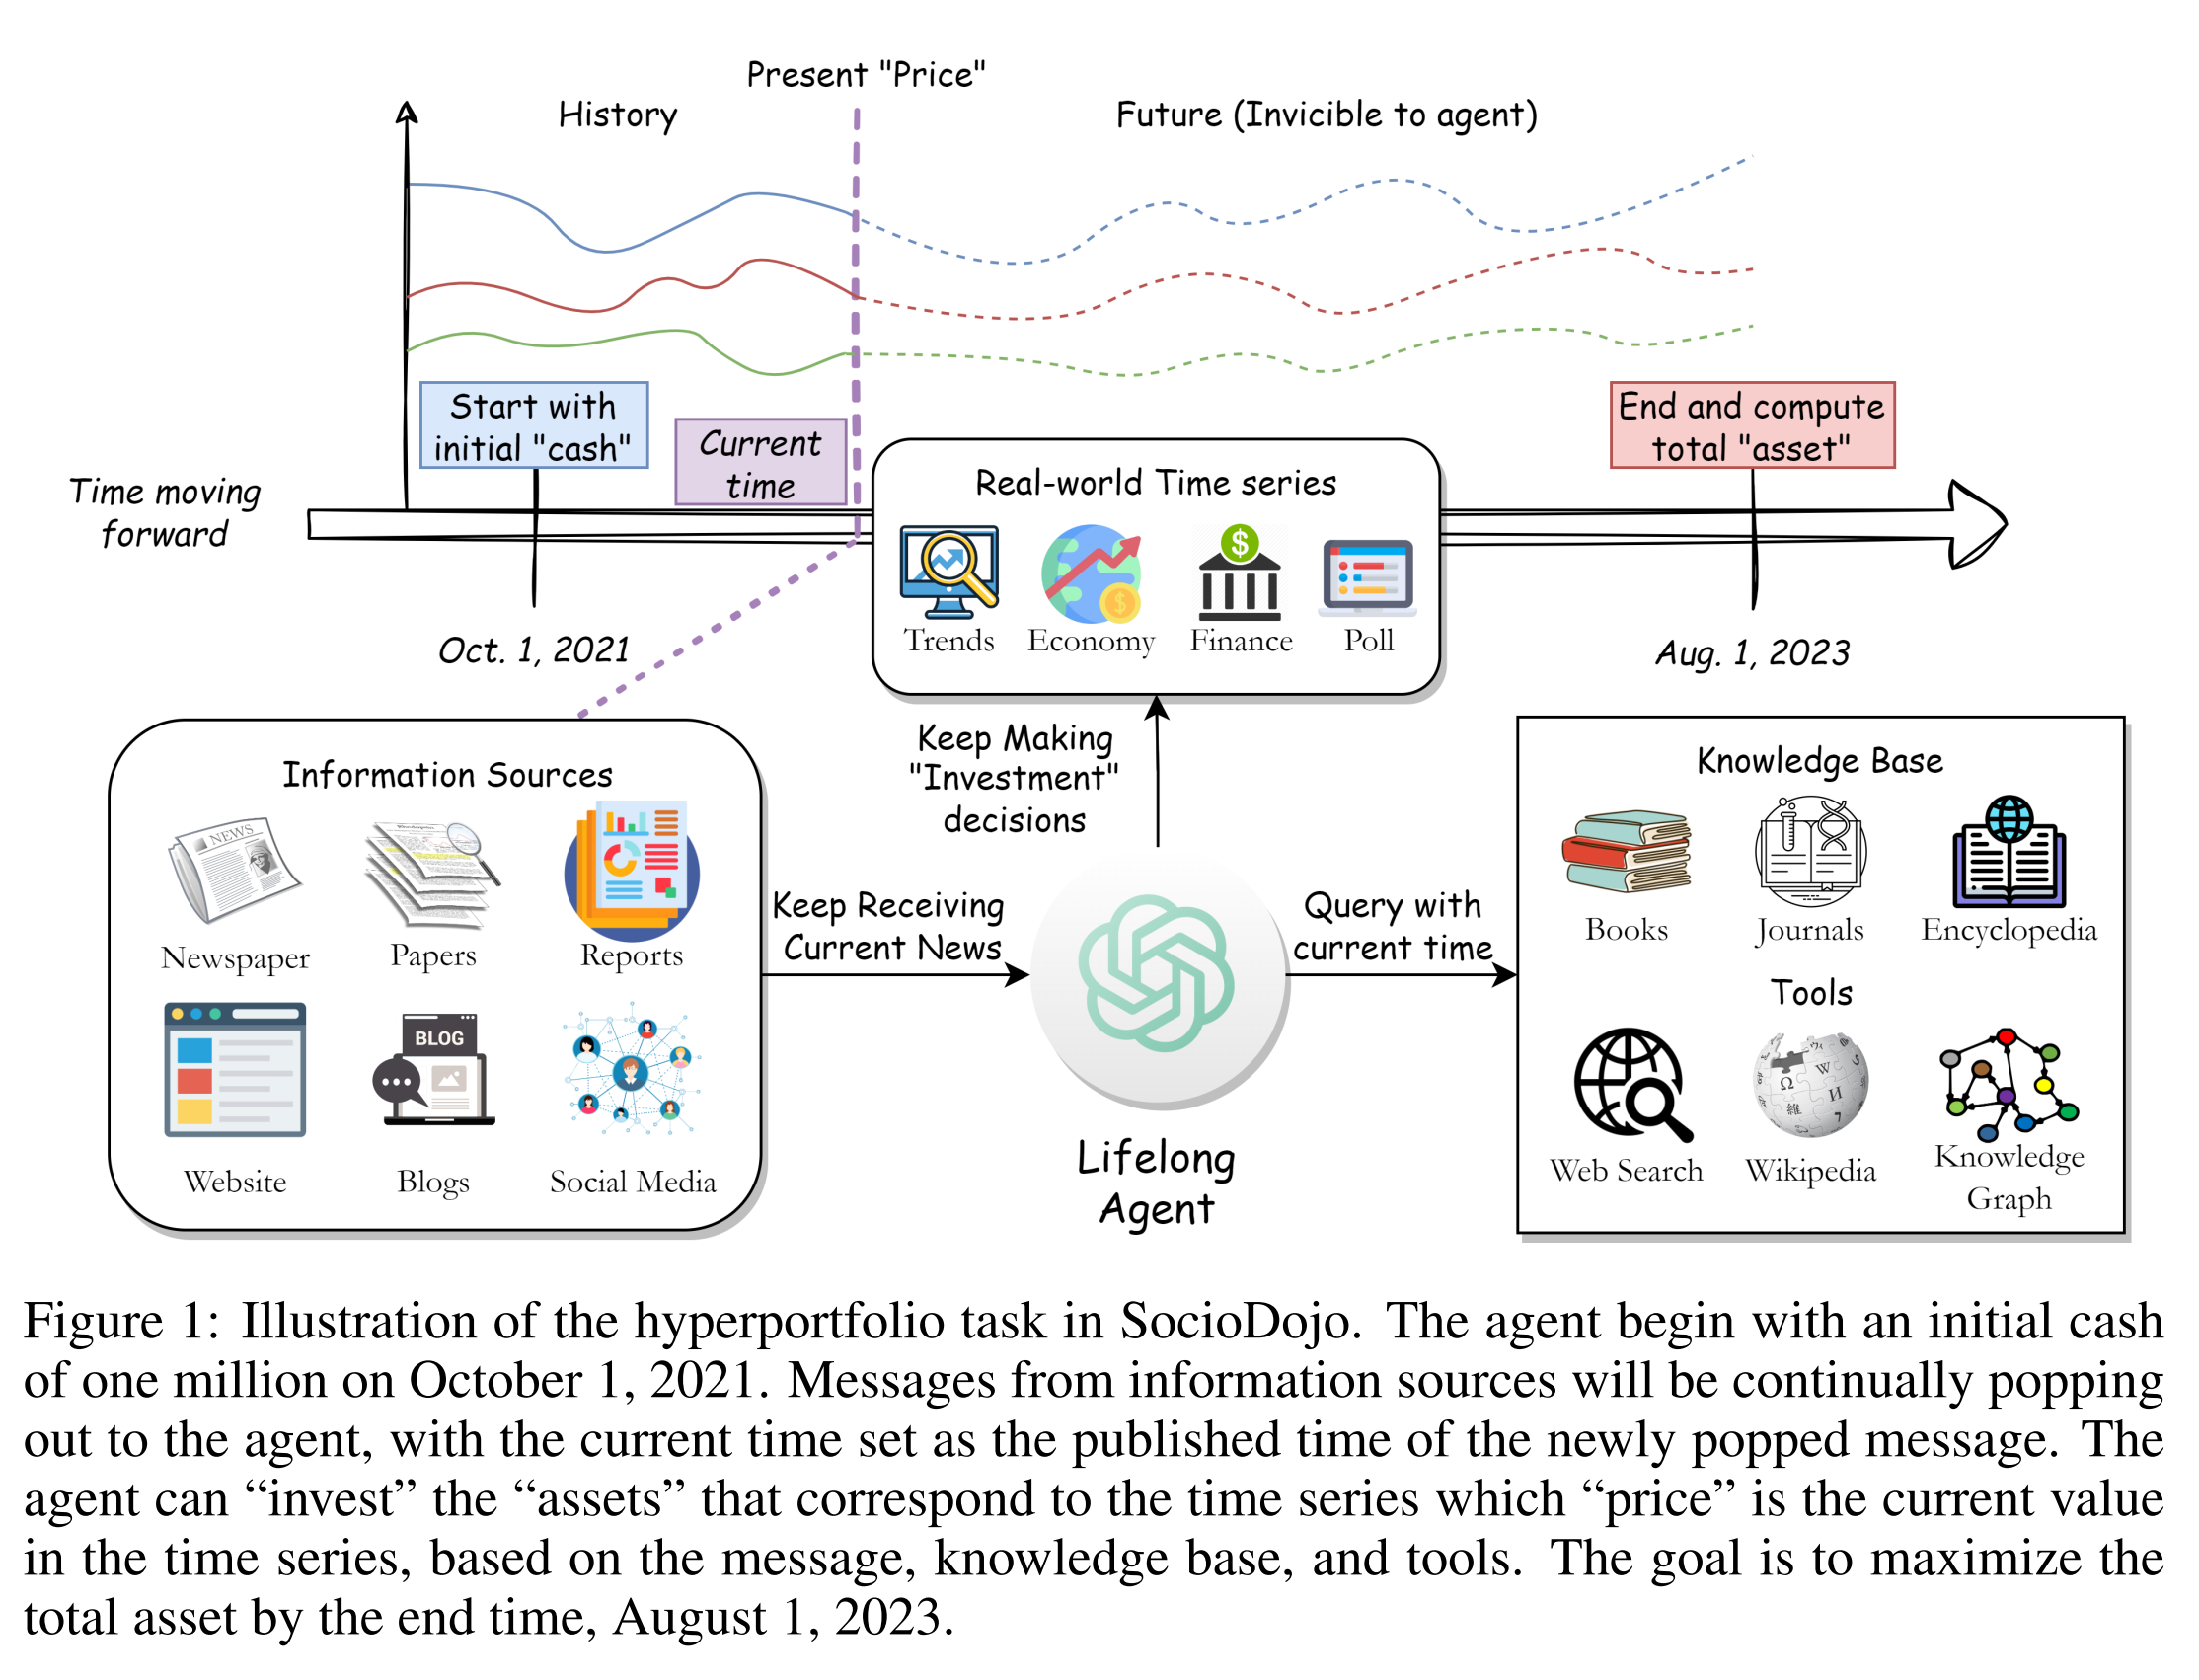 Present "Price"
History
Future (Invicible to agent)
Start with
initial "cash"
Current
time
End and compute
total "asset"
Time moving
forward
Real-world Time series
Trends
Economy
Finance
Poll
Oct. 1, 2021
Aug. 1, 2023
Information Sources
NEWS
Newspaper
Papers
Reports
BLOG
Website
Blogs
Social Media
Keep Making
"Investment"
decisions
Keep Receiving
Current News
Lifelong
Agent
Query with
current time
Knowledge Base
Books
Journals
Encyclopedia
Tools
Web Search
Wikipedia
Knowledge
Graph
Figure 1: Illustration of the hyperportfolio task in SocioDojo. The agent begin with an initial cash
of one million on October 1, 2021. Messages from information sources will be continually popping
out to the agent, with the current time set as the published time of the newly popped message. The
agent can “invest” the “assets” that correspond to the time series which “price” is the current value
in the time series, based on the message, knowledge base, and tools. The goal is to maximize the
total asset by the end time, August 1, 2023.